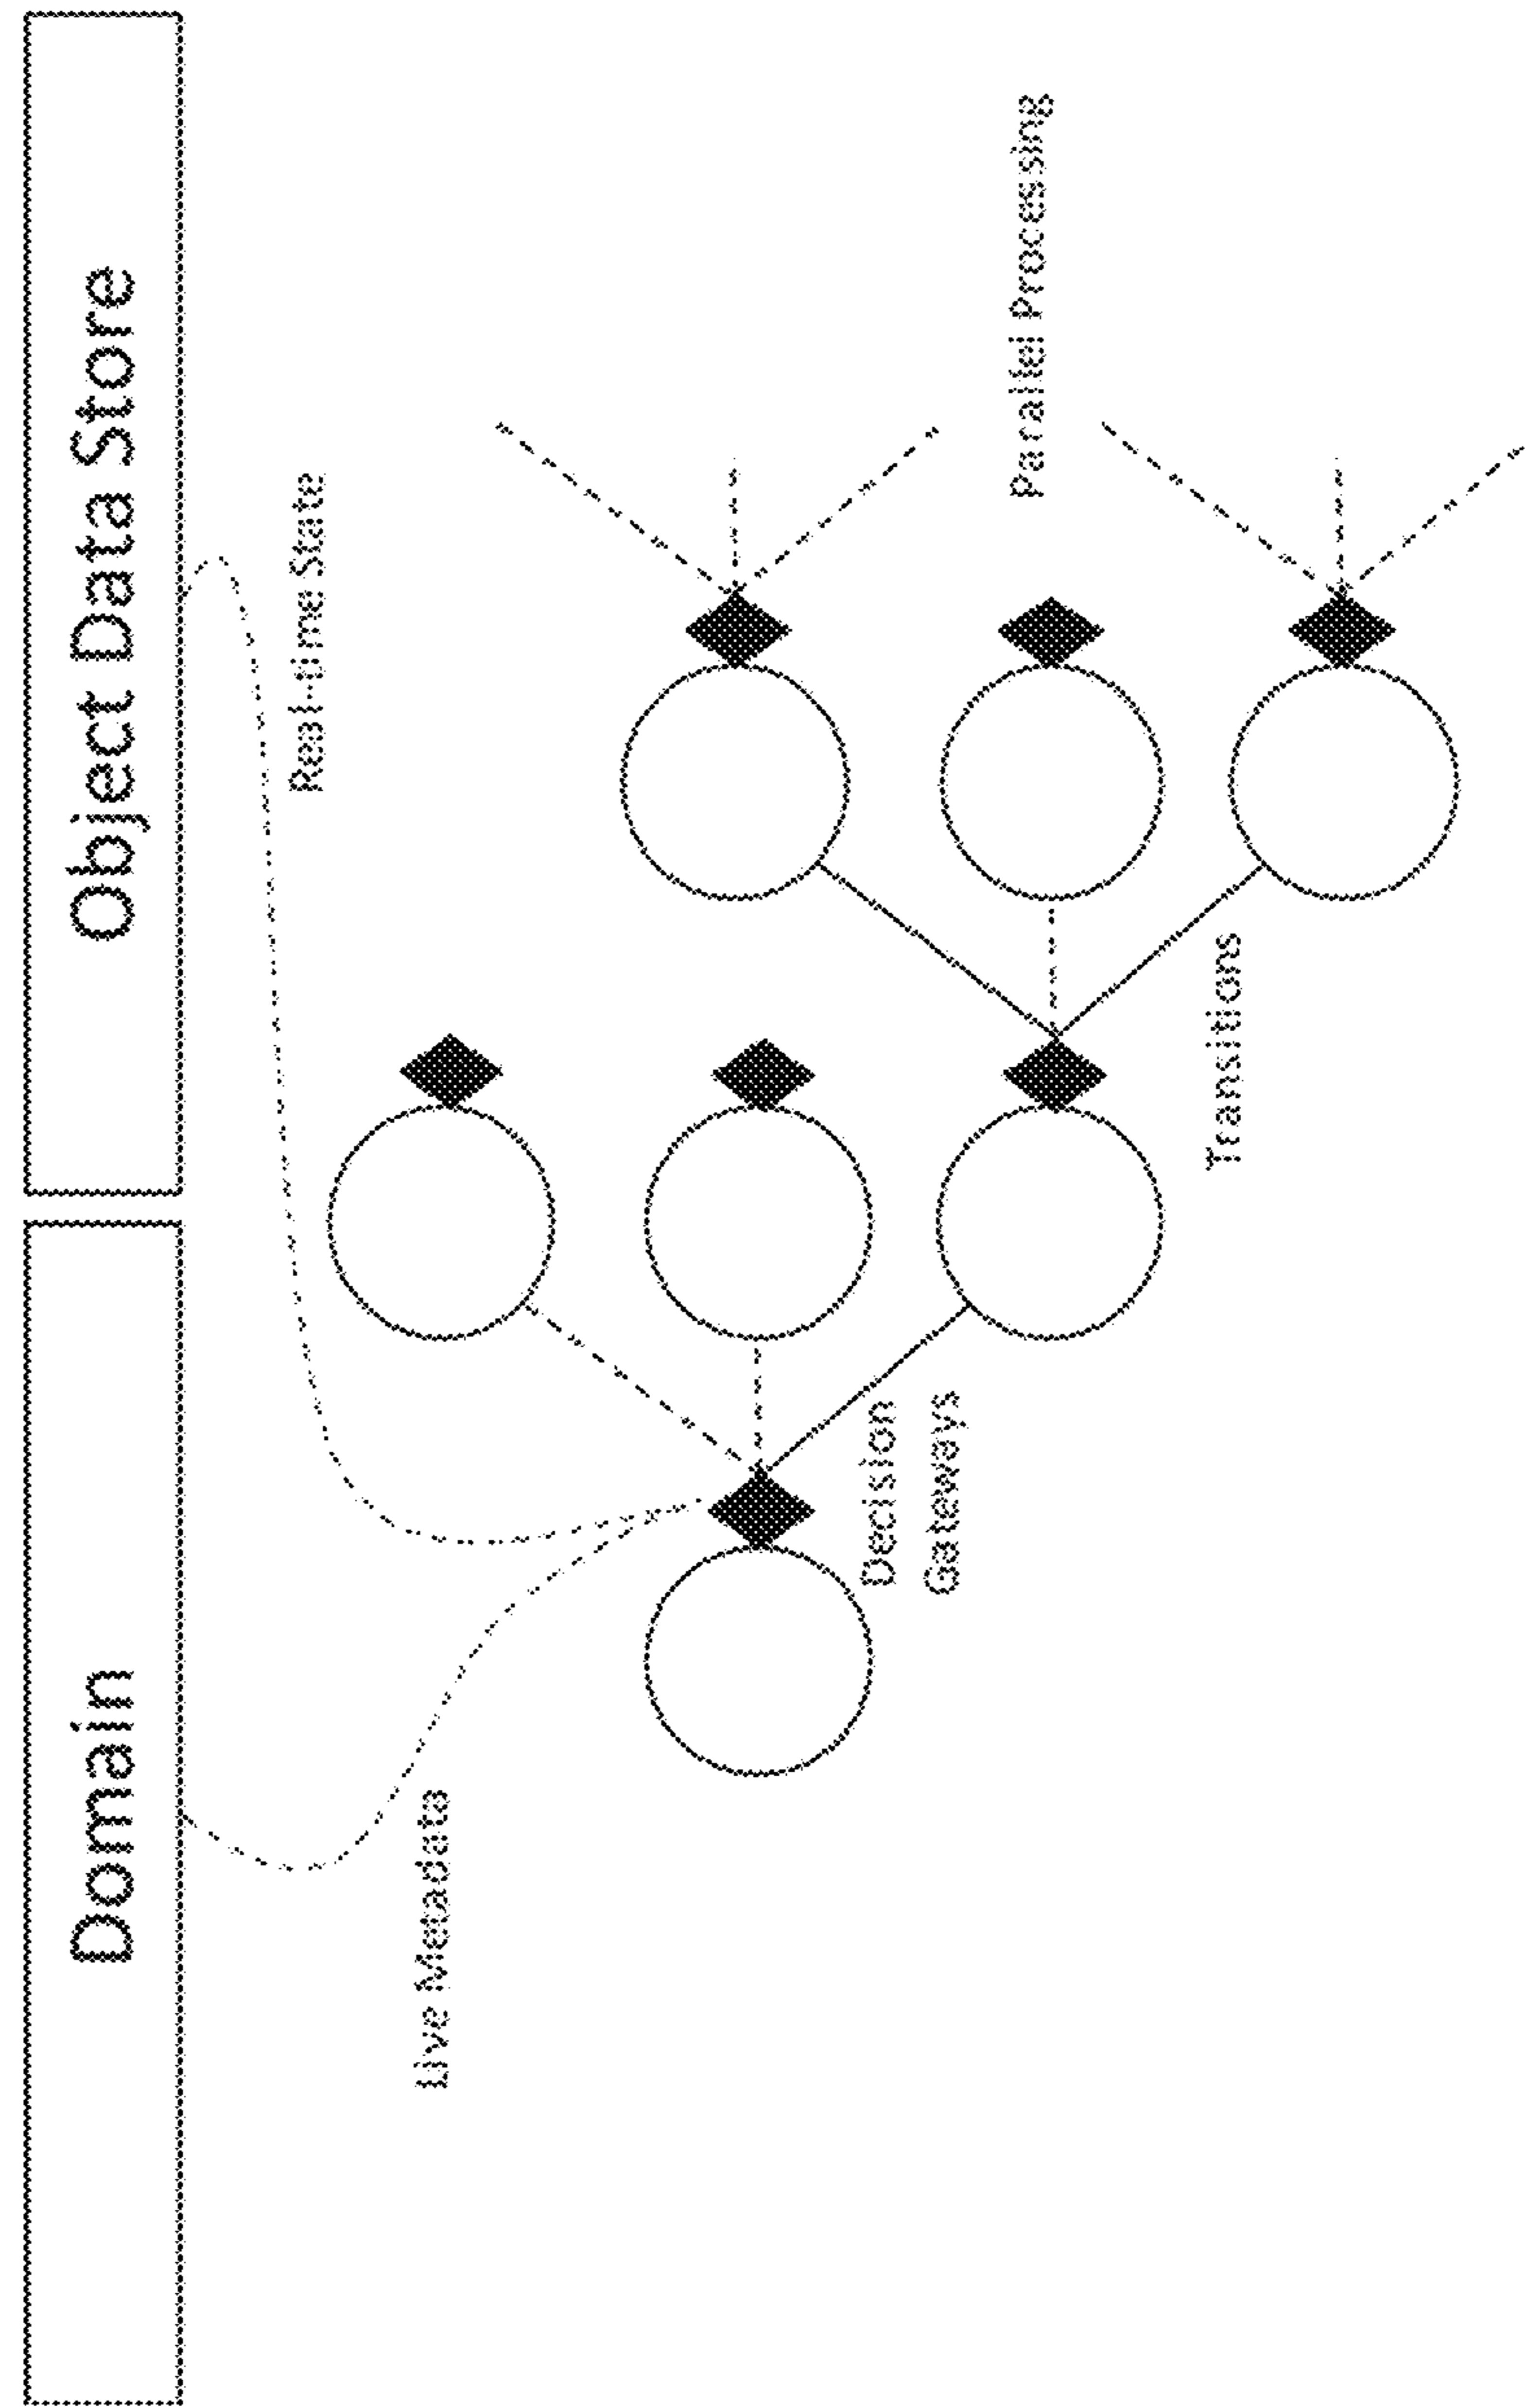 Domain
Object Data Store
Real-time State
Live Metadata
Decision
Gateways
Transitions
Parallel Processing